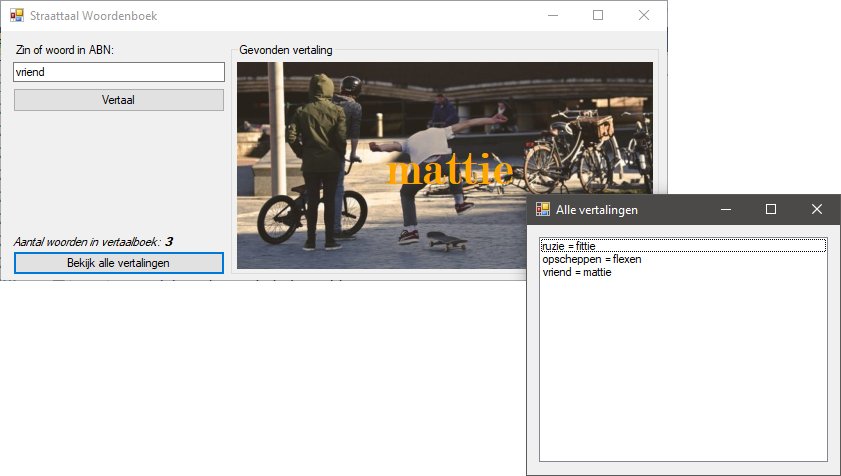 Straattaal Woordenboek
Zin of woord in ABN:
vriend
Vertaal
Aantal woorden in vertaalboek: 3
Bekijk alle vertalingen
Gevonden vertaling
mattie
Alle vertalingen
ruzie = fittie
opscheppen = flexen
vriend = mattie